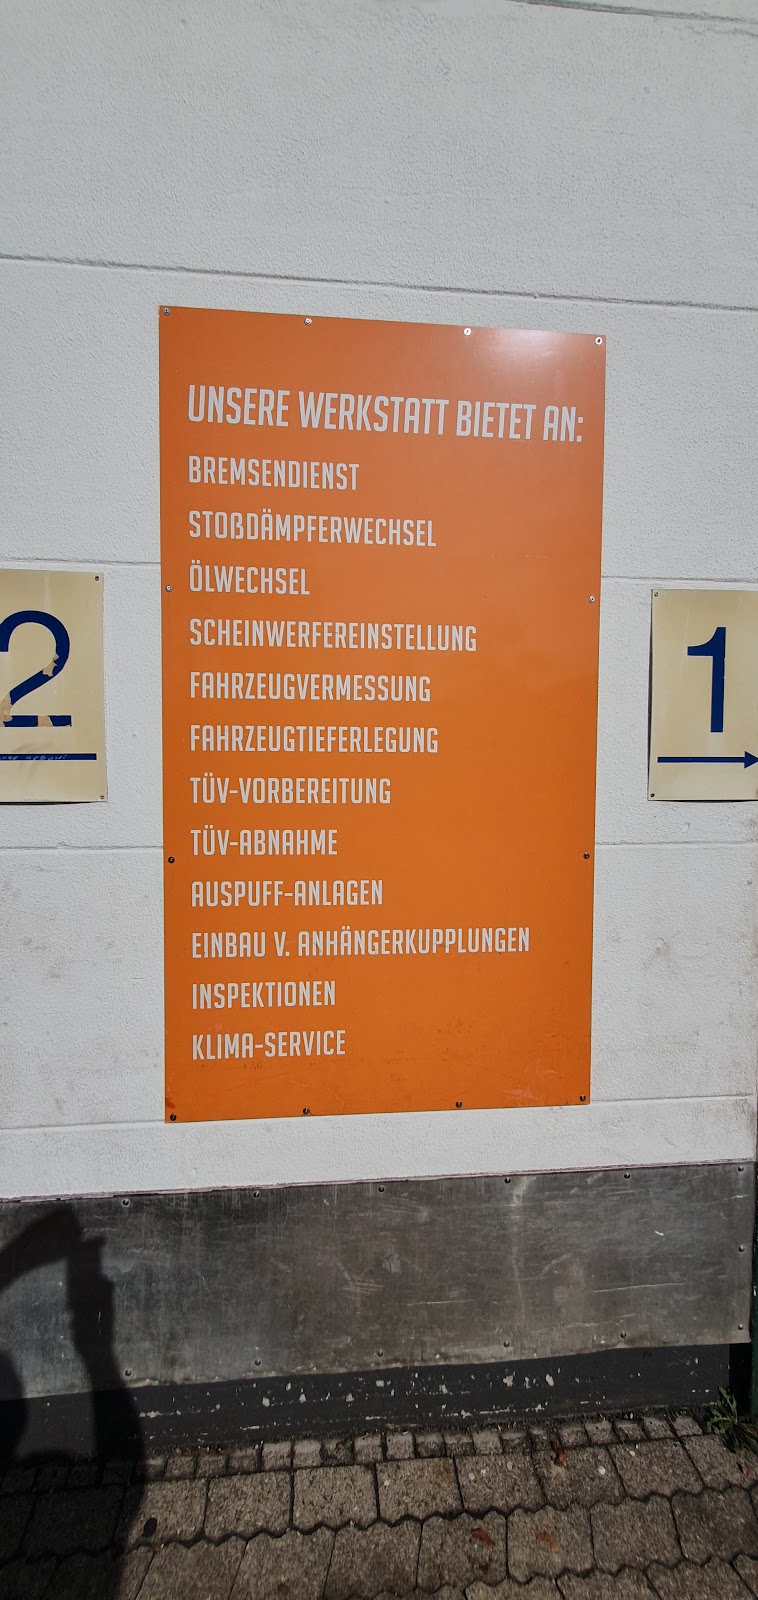 UNSERE WERKSTATT BIETET AN:
BREMSENDIENST
STOßDÄMPFERWECHSEL
ÖLWECHSEL
SCHEINWERFEREINSTELLUNG
FAHRZEUGVERMESSUNG
FAHRZEUGTIEFERLEGUNG
TÜV-VORBEREITUNG
TÜV-ABNAHME
AUSPUFF-ANLAGEN
EINBAU V. ANHÄNGERKUPPLUNGEN
INSPEKTIONEN
KLIMA-SERVICE
2
1